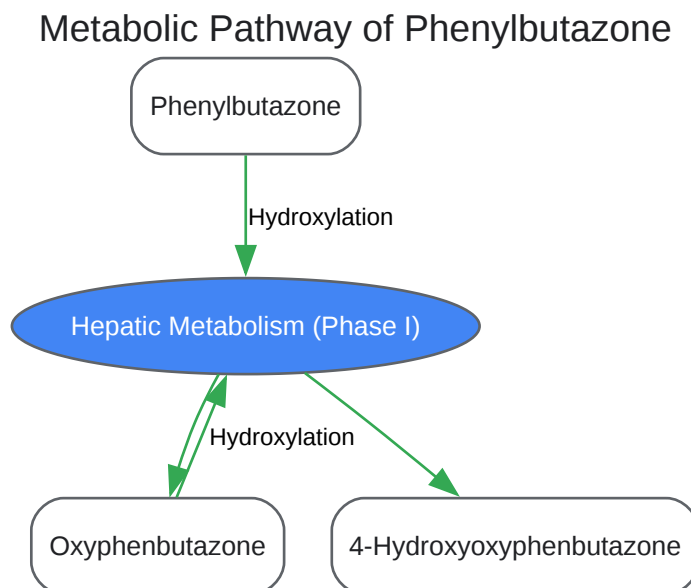 Metabolic Pathway of Phenylbutazone
Phenylbutazone
Hydroxylation
Hepatic Metabolism (Phase I)
Hydroxylation
Oxyphenbutazone
4-Hydroxyoxyphenbutazone